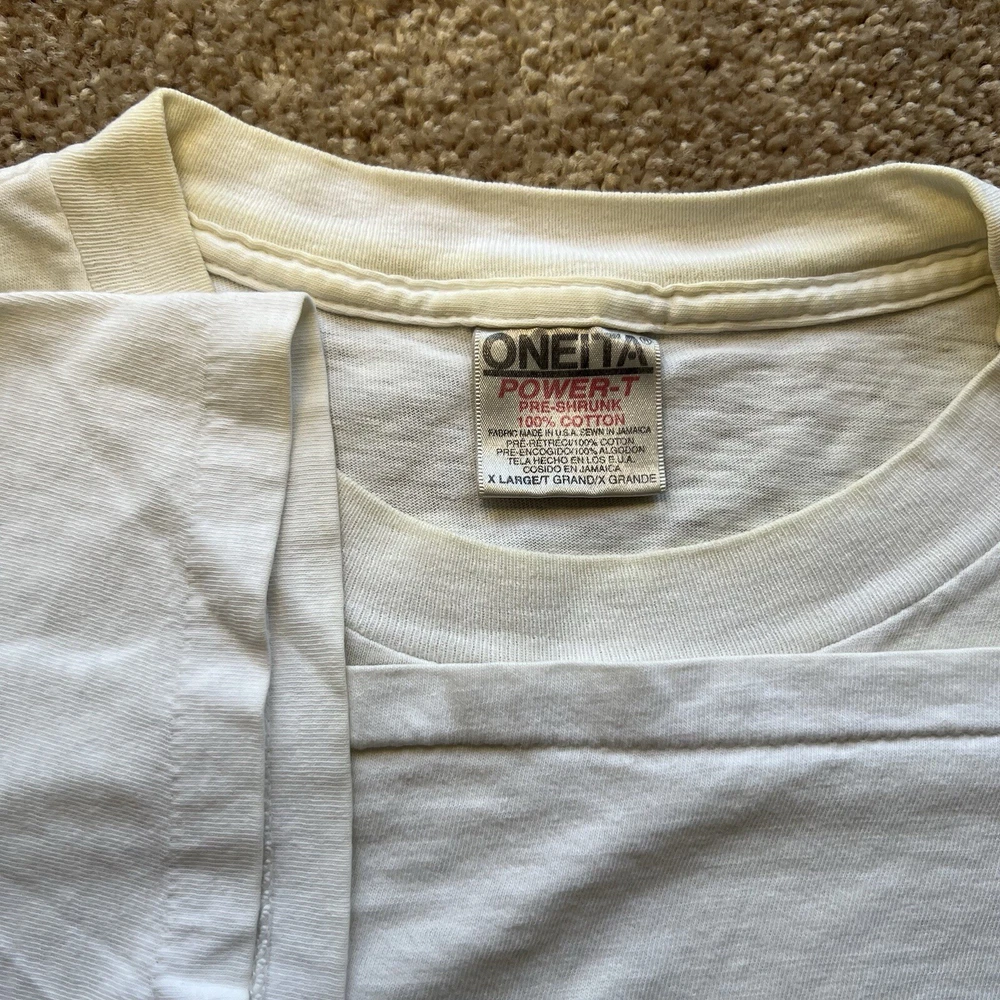 ONEITA®
POWER-T
PRE-SHRUNK
100% COTTON
FABRIC MADE IN U.S.A. SEWN IN JAMAICA
PRÉ-RÉTRÉCI/100% COTON
PRE-ENCOGIDO/100% ALGODON
TELA HECHO EN LOS E.U.A.
COSIDO EN JAMAICA
X LARGE/T GRAND/X GRANDE